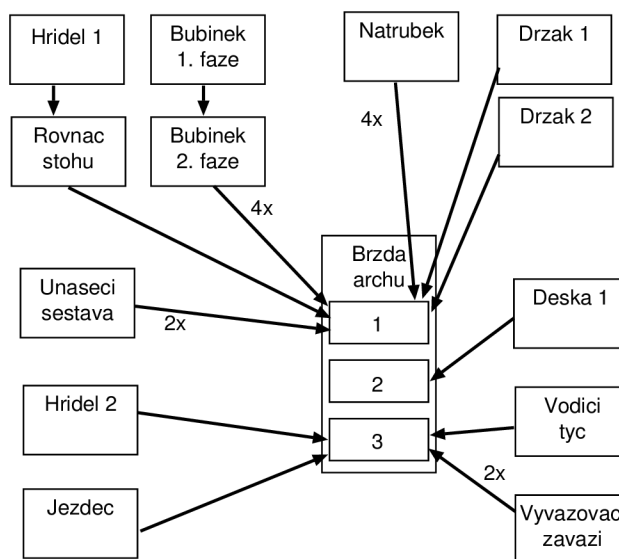 Hridel 1
Bubinek
1. faze
Natrubek
Drzak 1
Rovnac
stohu
Bubinek
2. faze
4x
Drzak 2
4x
Brzda
archu
Unaseci
sestava
2x
1
Deska 1
2
Hridel 2
3
Vodici
tyc
2x
Jezdec
Vyvazovac
zavazi